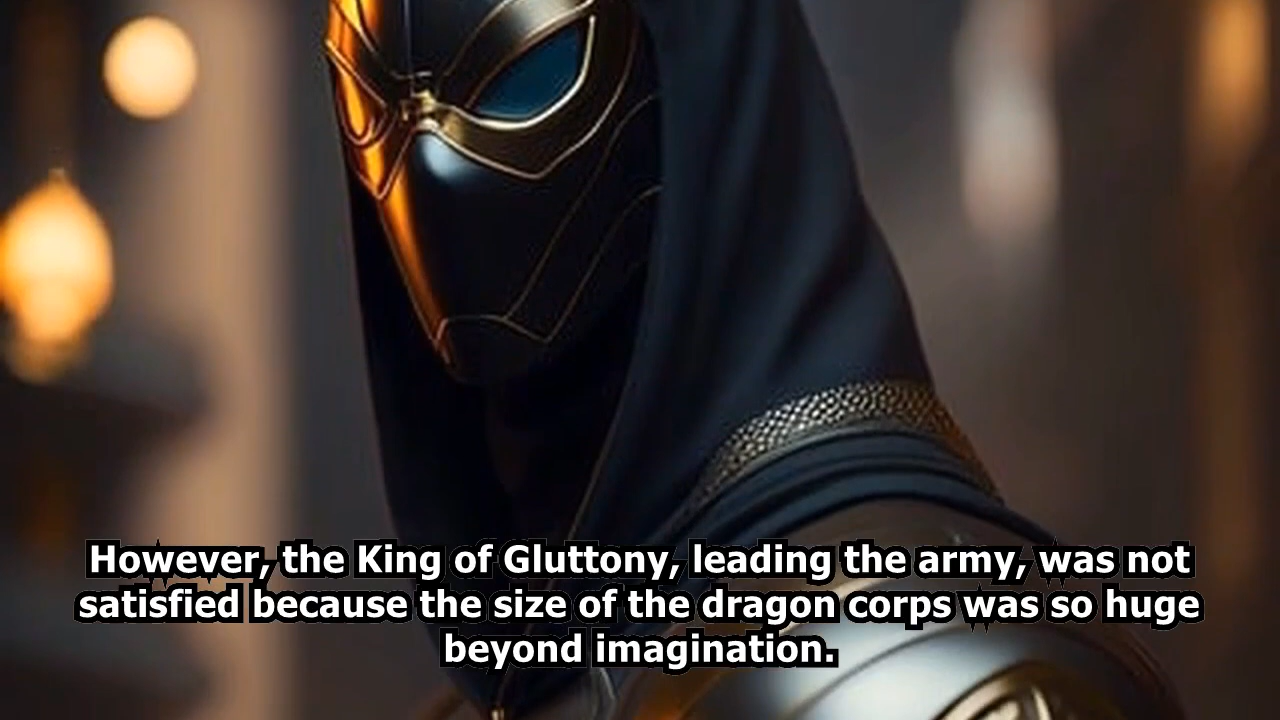 However, the King of Gluttony, leading the army, was not
satisfied because the size of the dragon corps was so huge
beyond imagination.